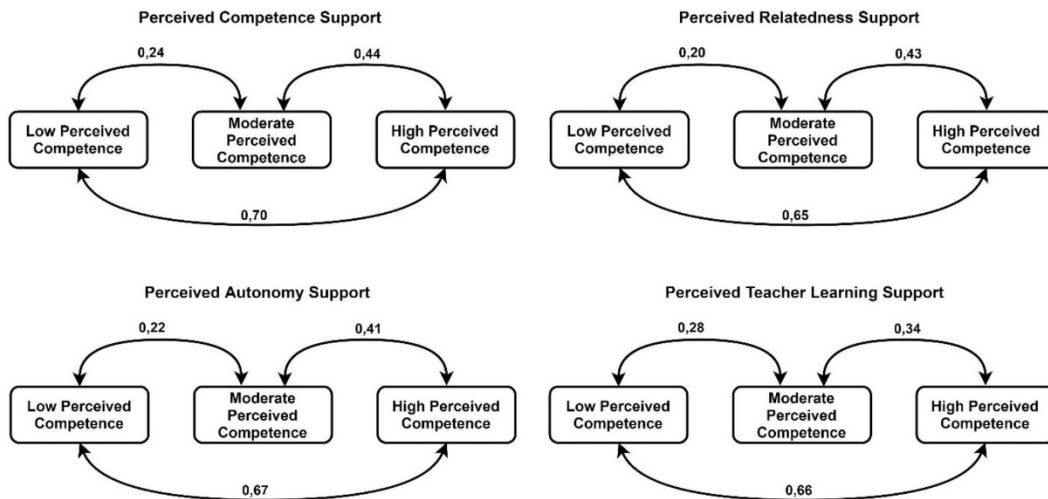 Perceived Competence Support
0,24
0,44
Low Perceived
Competence
Moderate
Perceived
Competence
High Perceived
Competence
0,70
Perceived Relatedness Support
0,20
0,43
Low Perceived
Competence
Moderate
Perceived
Competence
High Perceived
Competence
0,65
Perceived Autonomy Support
0,22
0,41
Low Perceived
Competence
Moderate
Perceived
Competence
High Perceived
Competence
0,67
Perceived Teacher Learning Support
0,28
0,34
Low Perceived
Competence
Moderate
Perceived
Competence
High Perceived
Competence
0,66